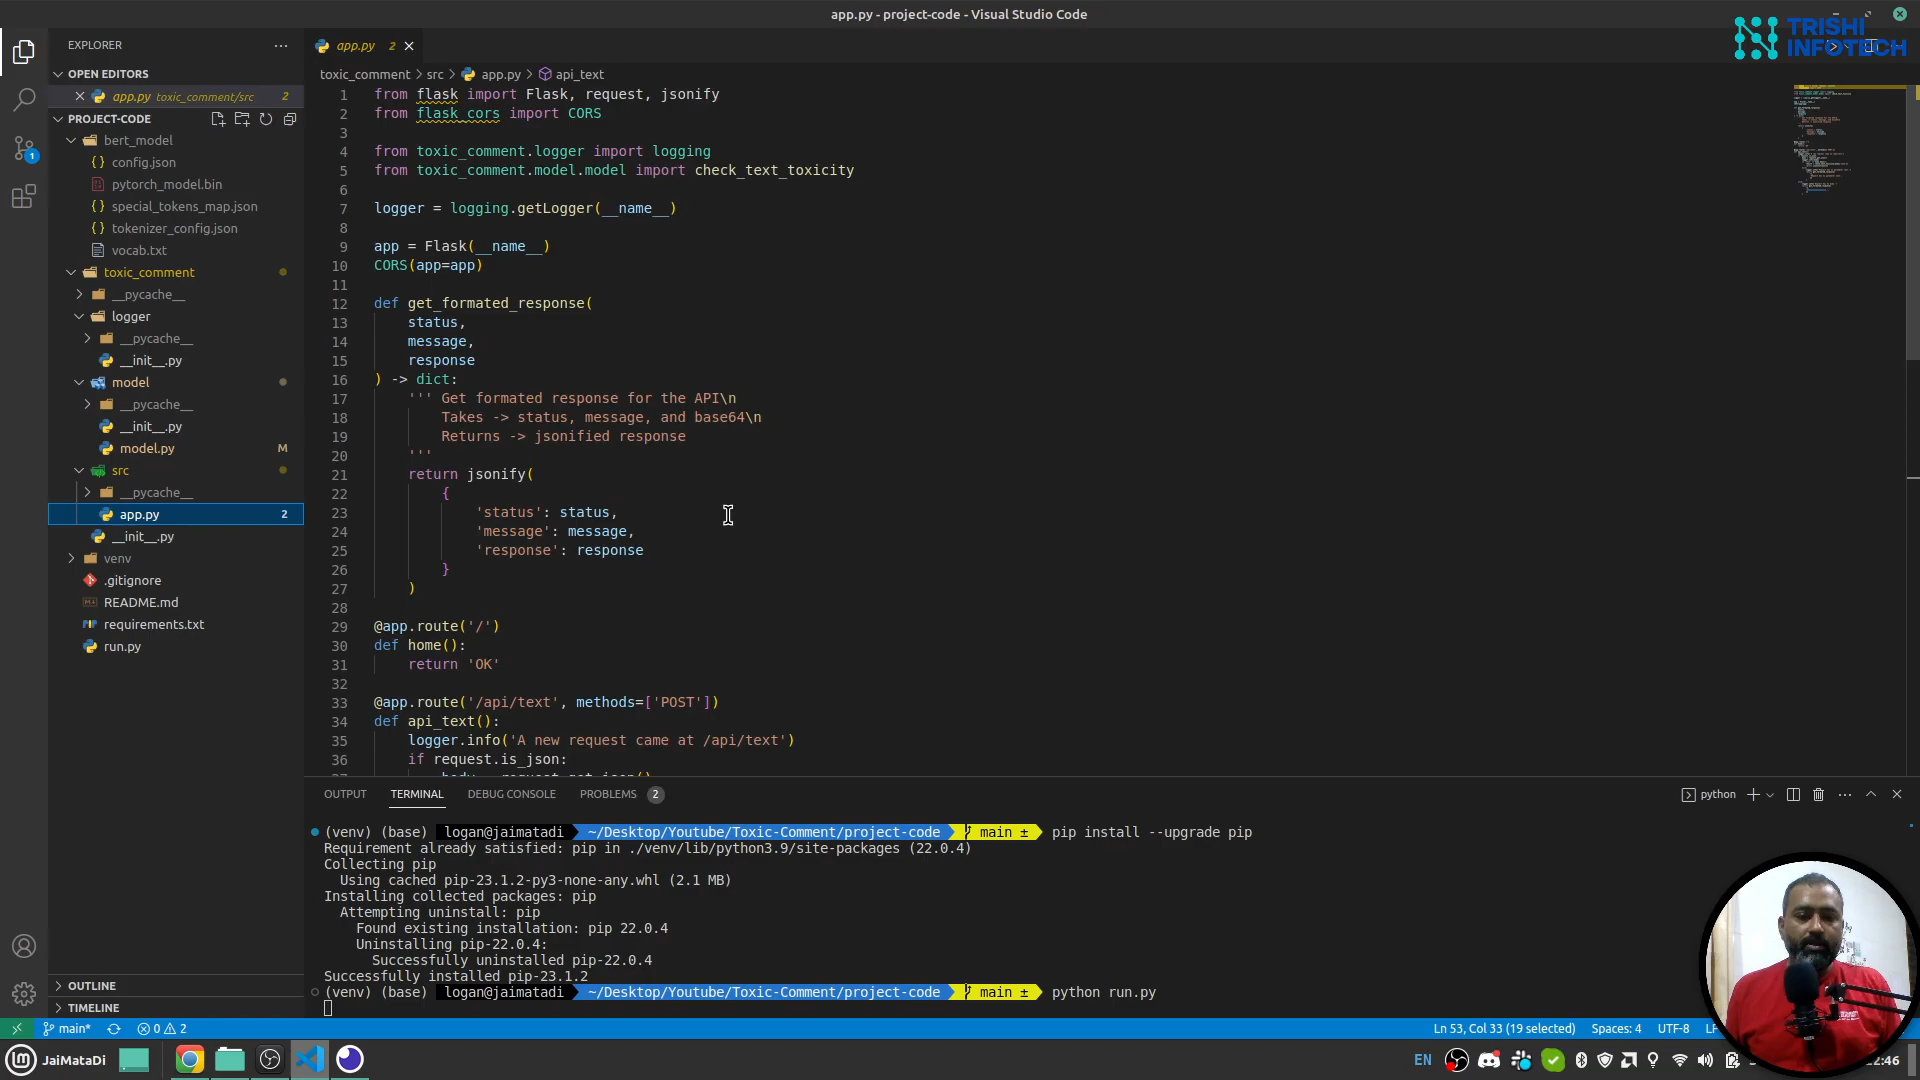 app.py - project-code - Visual Studio Code
TRISHI
INFOTECH
EXPLORER
app.py 2
OPEN EDITORS
app.py toxic_comment/src 2
PROJECT-CODE
bert_model
config.json
pytorch_model.bin
special_tokens_map.json
tokenizer_config.json
vocab.txt
toxic_comment
__pycache__
logger
__pycache__
__init__.py
model
__pycache__
__init__.py
model.py M
src
__pycache__
app.py 2
__init__.py
venv
.gitignore
README.md
requirements.txt
run.py
OUTLINE
TIMELINE
1
toxic_comment > src > app.py > api_text
1 from flask import Flask, request, jsonify
2 from flask_cors import CORS
3
4 from toxic_comment.logger import logging
5 from toxic_comment.model.model import check_text_toxicity
6
7 logger = logging.getLogger(__name__)
8
9 app = Flask(__name__)
10 CORS(app=app)
11
12 def get_formated_response(
13 status,
14 message,
15 response
16 ) -> dict:
17 ''' Get formated response for the API\n
18 Takes -> status, message, and base64\n
19 Returns -> jsonified response
20 '''
21 return jsonify(
22 {
23 'status': status,
24 'message': message,
25 'response': response
26 }
27 )
28
29 @app.route('/')
30 def home():
31 return 'OK'
32
33 @app.route('/api/text', methods=['POST'])
34 def api_text():
35 logger.info('A new request came at /api/text')
36 if request.is_json:
OUTPUT TERMINAL DEBUG CONSOLE PROBLEMS 2
python
(venv) (base) logan@jaimatadi ~/Desktop/Youtube/Toxic-Comment/project-code main ± pip install --upgrade pip
Requirement already satisfied: pip in ./venv/lib/python3.9/site-packages (22.0.4)
Collecting pip
Using cached pip-23.1.2-py3-none-any.whl (2.1 MB)
Installing collected packages: pip
Attempting uninstall: pip
Found existing installation: pip 22.0.4
Uninstalling pip-22.0.4:
Successfully uninstalled pip-22.0.4
Successfully installed pip-23.1.2
(venv) (base) logan@jaimatadi ~/Desktop/Youtube/Toxic-Comment/project-code main ± python run.py
main* 0 2
Ln 53, Col 33 (19 selected) Spaces: 4 UTF-8
JaiMataDi
EN
:46